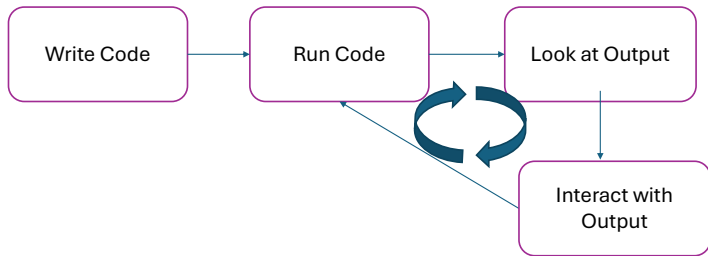 Write Code
Run Code
Look at Output
Interact with
Output